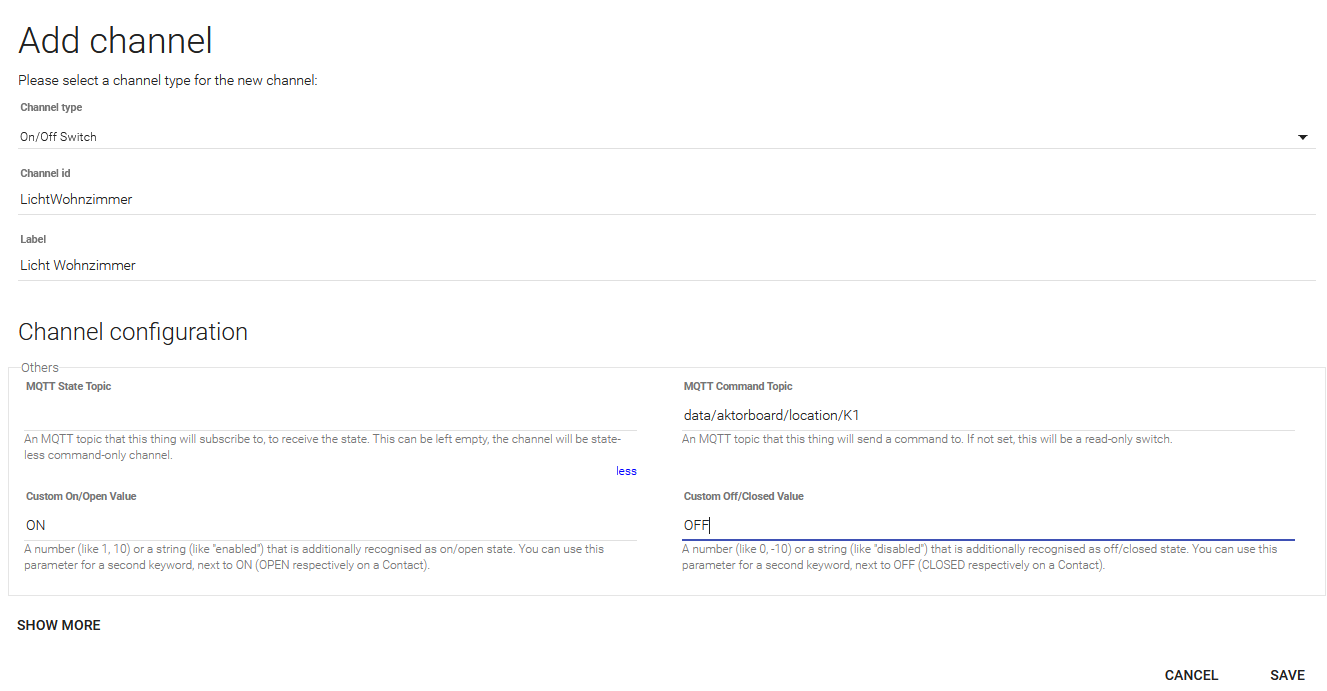 Add channel
Please select a channel type for the new channel:
Channel type
On/Off Switch
Channel id
LichtWohnzimmer
Label
Licht Wohnzimmer
Channel configuration
Others
MQTT State Topic
An MQTT topic that this thing will subscribe to, to receive the state. This can be left empty, the channel will be state-
less command-only channel.
less
MQTT Command Topic
data/aktorboard/location/K1
An MQTT topic that this thing will send a command to. If not set, this will be a read-only switch.
Custom On/Open Value
ON
A number (like 1, 10) or a string (like "enabled") that is additionally recognised as on/open state. You can use this
parameter for a second keyword, next to ON (OPEN respectively on a Contact).
Custom Off/Closed Value
OFF
A number (like 0, -10) or a string (like "disabled") that is additionally recognised as off/closed state. You can use this
parameter for a second keyword, next to OFF (CLOSED respectively on a Contact).
SHOW MORE
CANCEL
SAVE